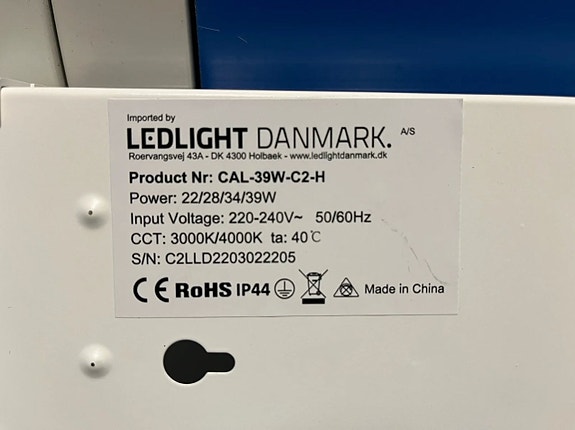 Imported by
LEDLIGHT DANMARK. A/S
Roervangsvej 43A - DK 4300 Holbaek - www.ledlightdanmark.dk
Product Nr: CAL-39W-C2-H
Power: 22/28/34/39W
Input Voltage: 220-240V~ 50/60Hz
CCT: 3000K/4000K ta: 40℃
S/N: C2LLD2203022205
CE RoHS IP44 Made in China